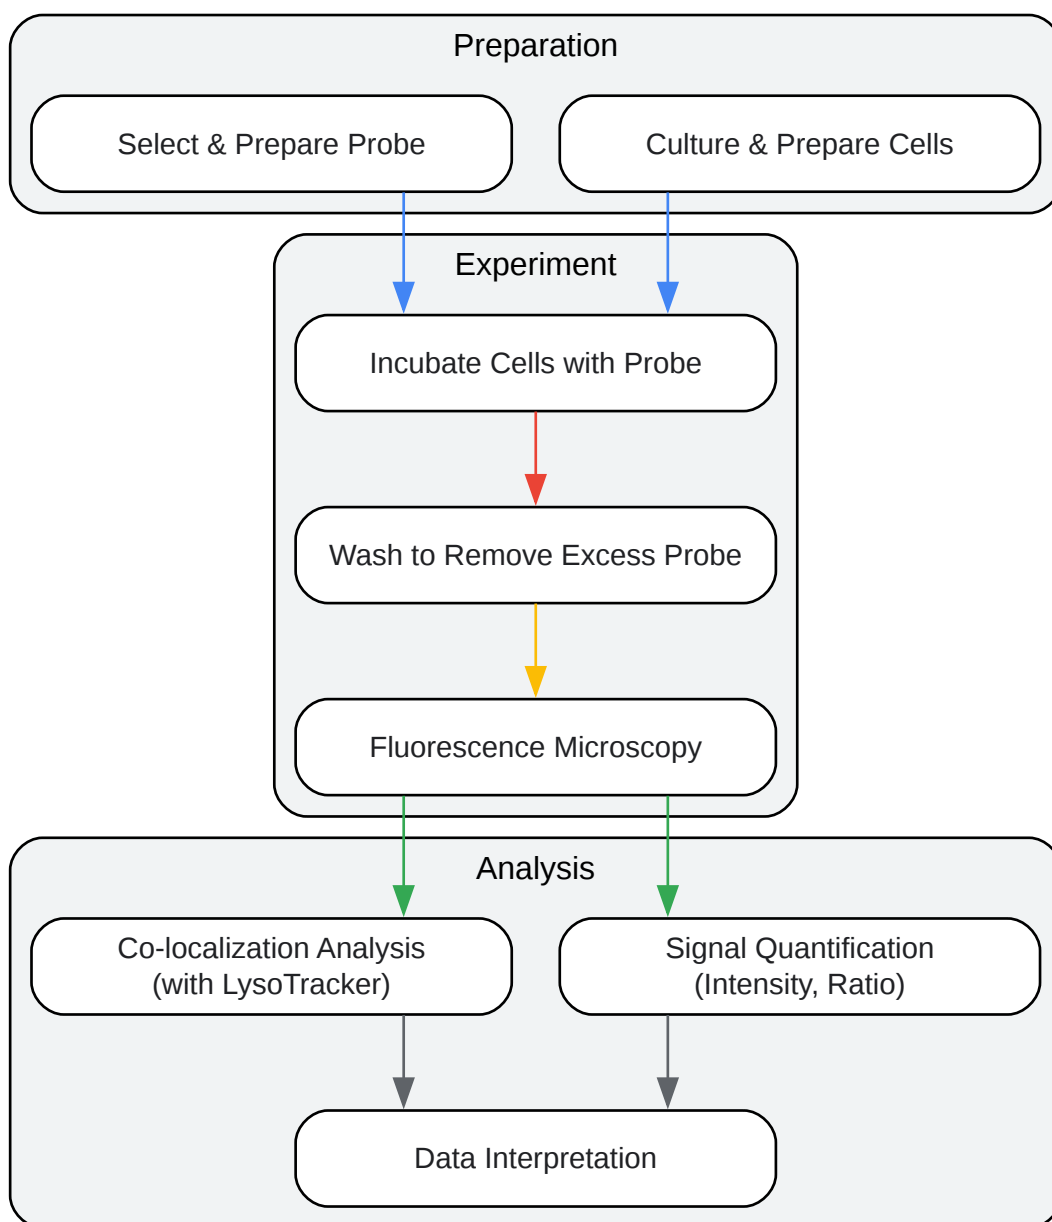 Preparation
Select & Prepare Probe
Culture & Prepare Cells
Experiment
Incubate Cells with Probe
Wash to Remove Excess Probe
Fluorescence Microscopy
Analysis
Co-localization Analysis
(with LysoTracker)
Signal Quantification
(Intensity, Ratio)
Data Interpretation